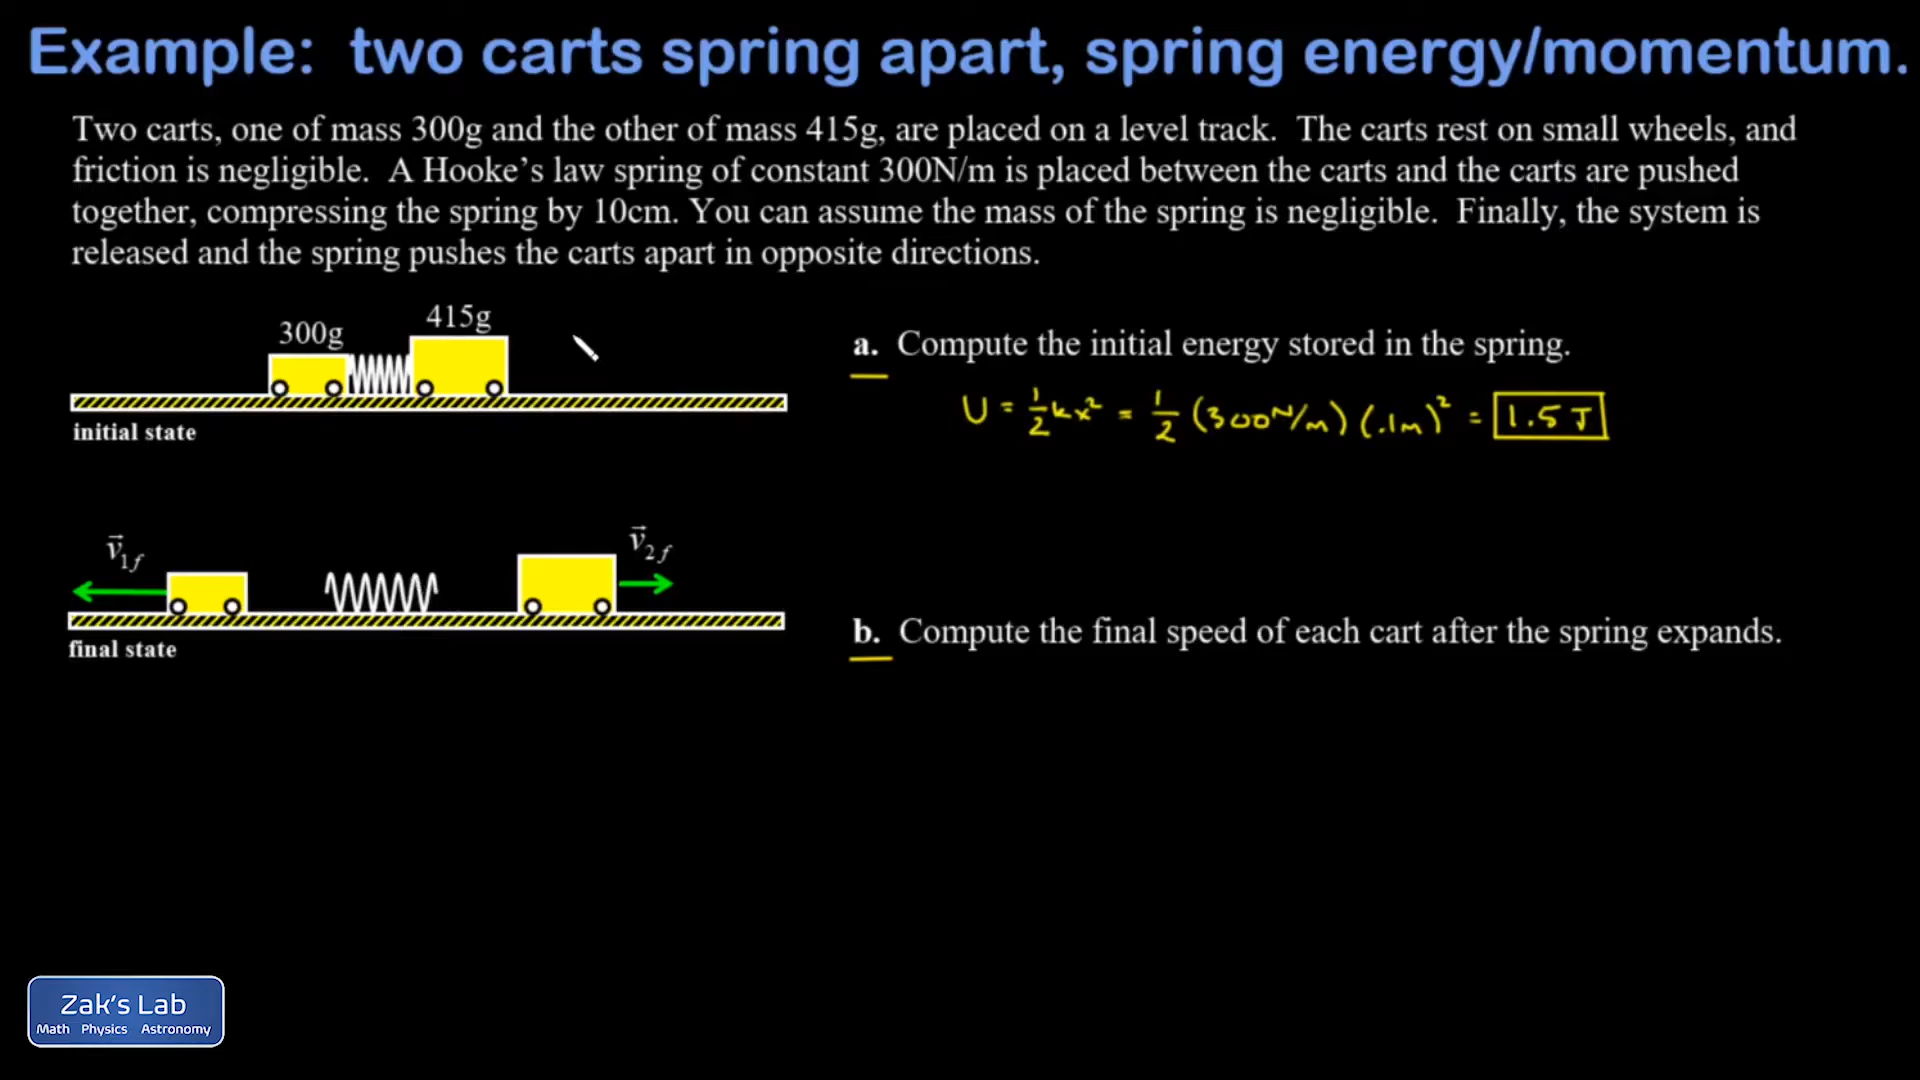 Example: two carts spring apart, spring energy/momentum.
Two carts, one of mass 300g and the other of mass 415g, are placed on a level track. The carts rest on small wheels, and
friction is negligible. A Hooke's law spring of constant 300N/m is placed between the carts and the carts are pushed
together, compressing the spring by 10cm. You can assume the mass of the spring is negligible. Finally, the system is
released and the spring pushes the carts apart in opposite directions.
300g
415g
initial state
a. Compute the initial energy stored in the spring.
U = 1/2 kx² = 1/2 (300N/m) (.1m)² = 1.5 J
v⃗1f
v⃗2f
final state
b. Compute the final speed of each cart after the spring expands.
Zak's Lab
Math Physics Astronomy